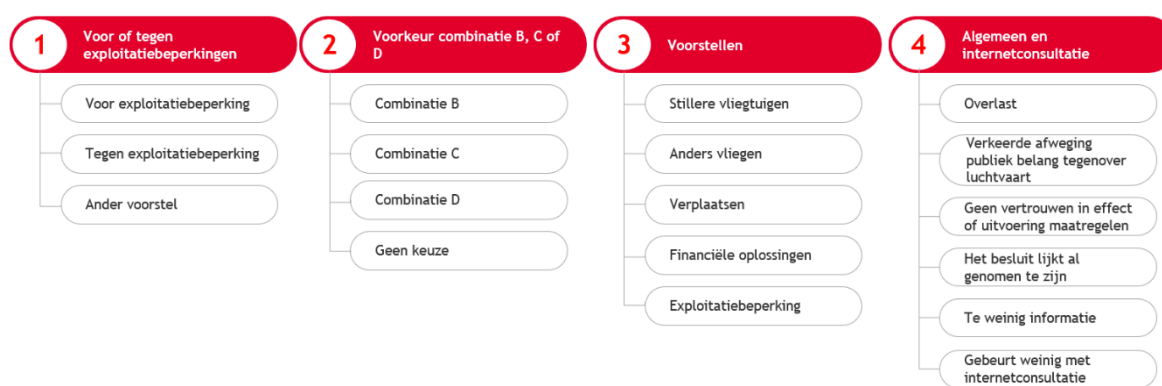 1
Voor of tegen
exploitatiebeperkingen
Voor exploitatiebeperking
Tegen exploitatiebeperking
Ander voorstel
2
Voorkeur combinatie B, C of
D
Combinatie B
Combinatie C
Combinatie D
Geen keuze
3
Voorstellen
Stillere vliegtuigen
Anders vliegen
Verplaatsen
Financiële oplossingen
Exploitatiebeperking
4
Algemeen en
internetconsultatie
Overlast
Verkeerde afweging
publiek belang tegenover
luchtvaart
Geen vertrouwen in effect
of uitvoering maatregelen
Het besluit lijkt al
genomen te zijn
Te weinig informatie
Gebeurt weinig met
internetconsultatie